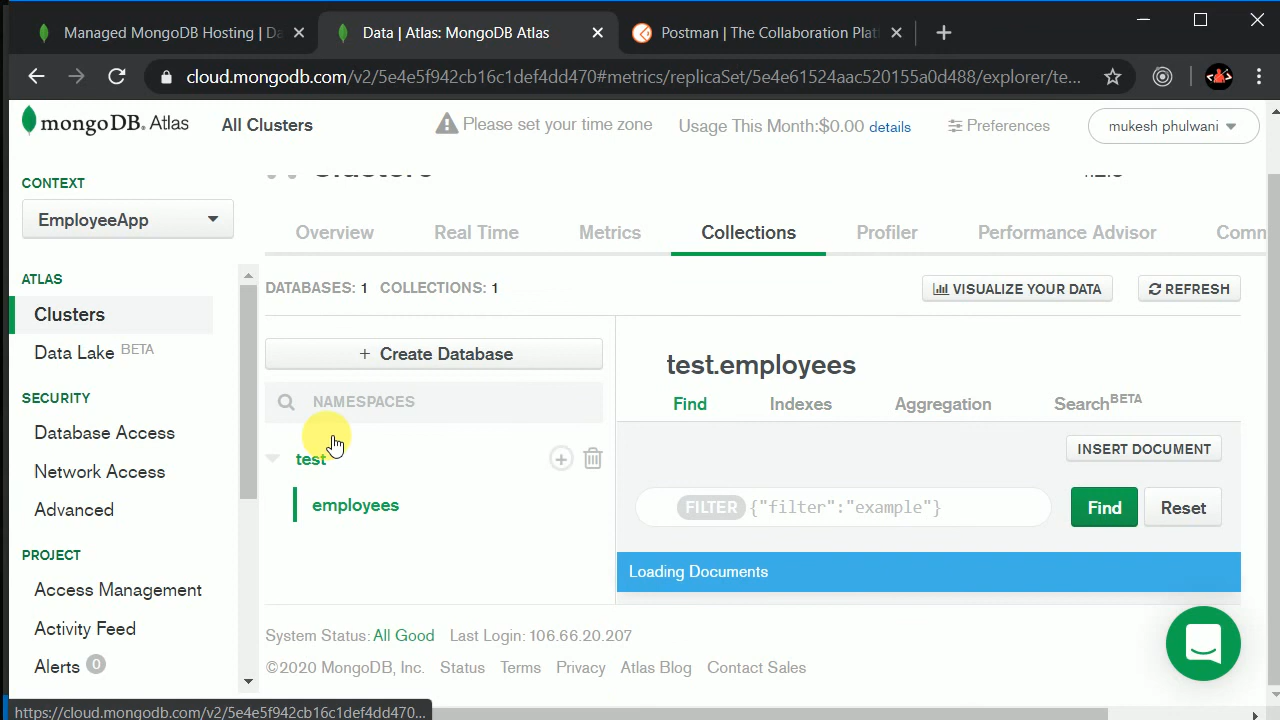 Managed MongoDB Hosting | Da
Data | Atlas: MongoDB Atlas
Postman | The Collaboration Plat
cloud.mongodb.com/v2/5e4e5f942cb16c1def4dd470#metrics/replicaSet/5e4e61524aac520155a0d488/explorer/te...
mongoDB. Atlas
All Clusters
Please set your time zone
Usage This Month:$0.00 details
Preferences
mukesh phulwani
CONTEXT
EmployeeApp
ATLAS
Clusters
Data Lake BETA
SECURITY
Database Access
Network Access
Advanced
PROJECT
Access Management
Activity Feed
Alerts 0
Clusters
Overview
Real Time
Metrics
Collections
Profiler
Performance Advisor
Comn
DATABASES: 1 COLLECTIONS: 1
VISUALIZE YOUR DATA
REFRESH
+ Create Database
NAMESPACES
test
employees
test.employees
Find
Indexes
Aggregation
Search BETA
INSERT DOCUMENT
FILTER {"filter":"example"}
Find
Reset
Loading Documents
System Status: All Good Last Login: 106.66.20.207
©2020 MongoDB, Inc. Status Terms Privacy Atlas Blog Contact Sales
https://cloud.mongodb.com/v2/5e4e5f942cb16c1def4dd470...